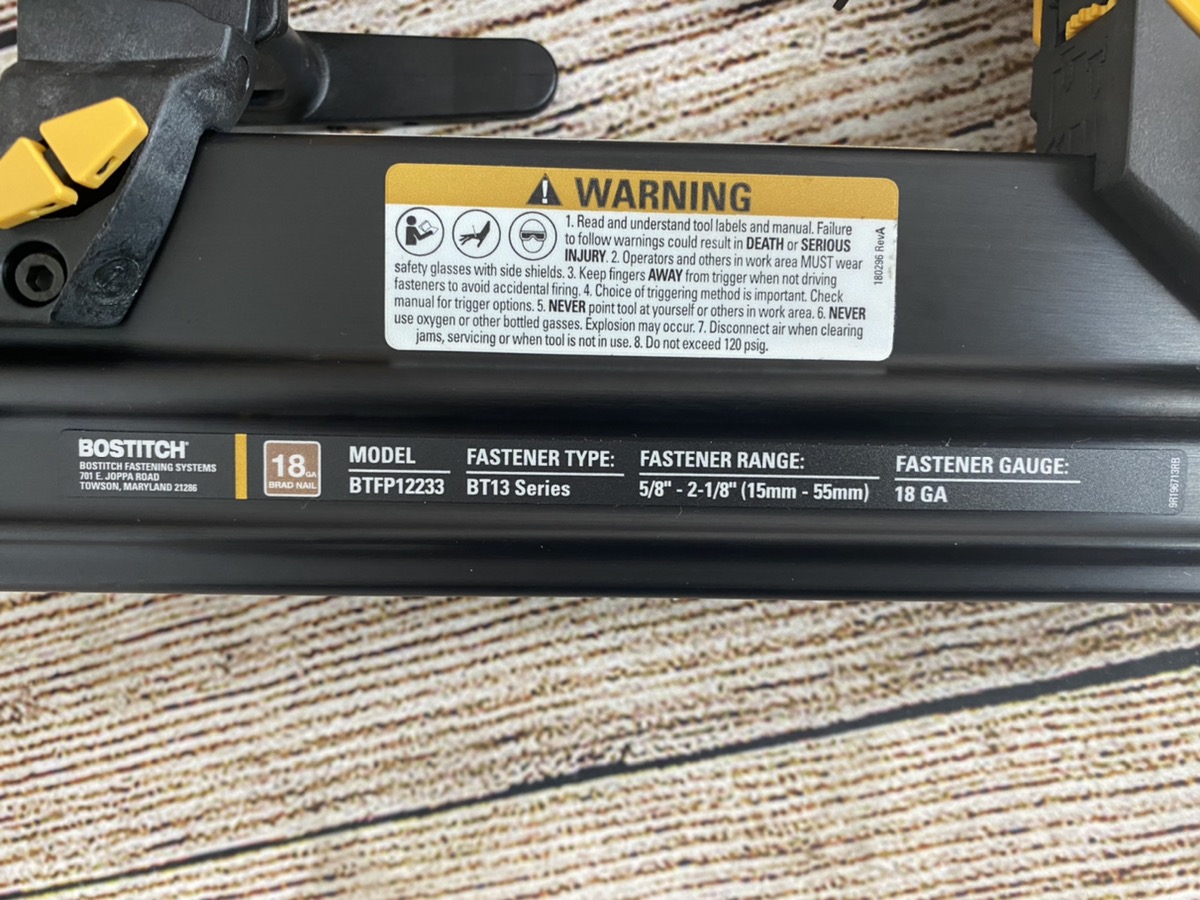 WARNING
1. Read and understand tool labels and manual. Failure
to follow warnings could result in DEATH or SERIOUS
INJURY. 2. Operators and others in work area MUST wear
safety glasses with side shields. 3. Keep fingers AWAY from trigger when not driving
fasteners to avoid accidental firing. 4. Choice of triggering method is important. Check
manual for trigger options. 5. NEVER point tool at yourself or others in work area. 6. NEVER
use oxygen or other bottled gasses. Explosion may occur. 7. Disconnect air when clearing
jams, servicing or when tool is not in use. 8. Do not exceed 120 psig.
180296 RevA
BOSTITCH®
BOSTITCH FASTENING SYSTEMS
701 E. JOPPA ROAD
TOWSON, MARYLAND 21286
18GA
BRAD NAIL
MODEL
BTFP12233
FASTENER TYPE:
BT13 Series
FASTENER RANGE:
5/8" - 2-1/8" (15mm - 55mm)
FASTENER GAUGE:
18 GA
9R196713RB